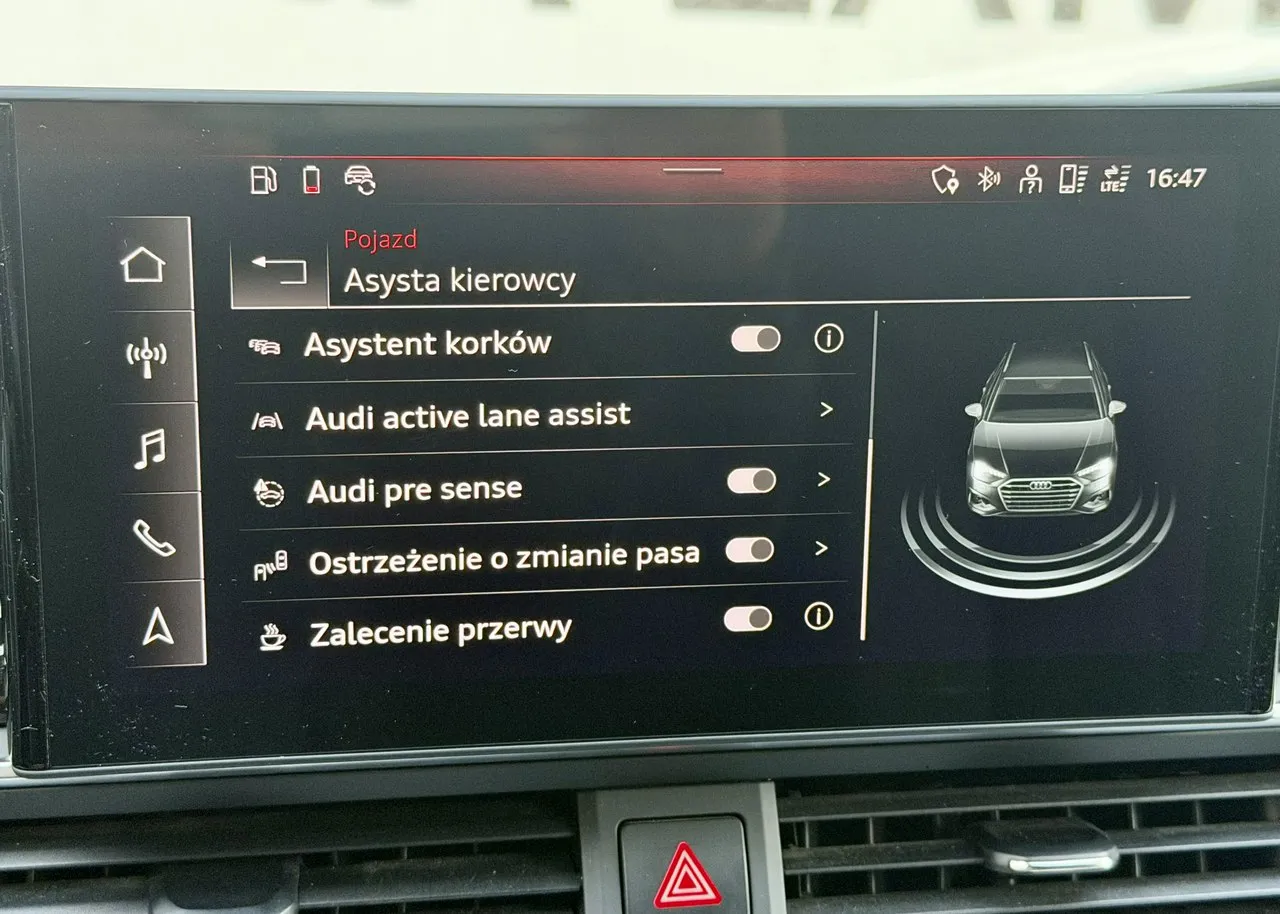 LTE 16:47
Pojazd
Asysta kierowcy
Asystent korków
Audi active lane assist
Audi pre sense
Ostrzeżenie o zmianie pasa
Zalecenie przerwy